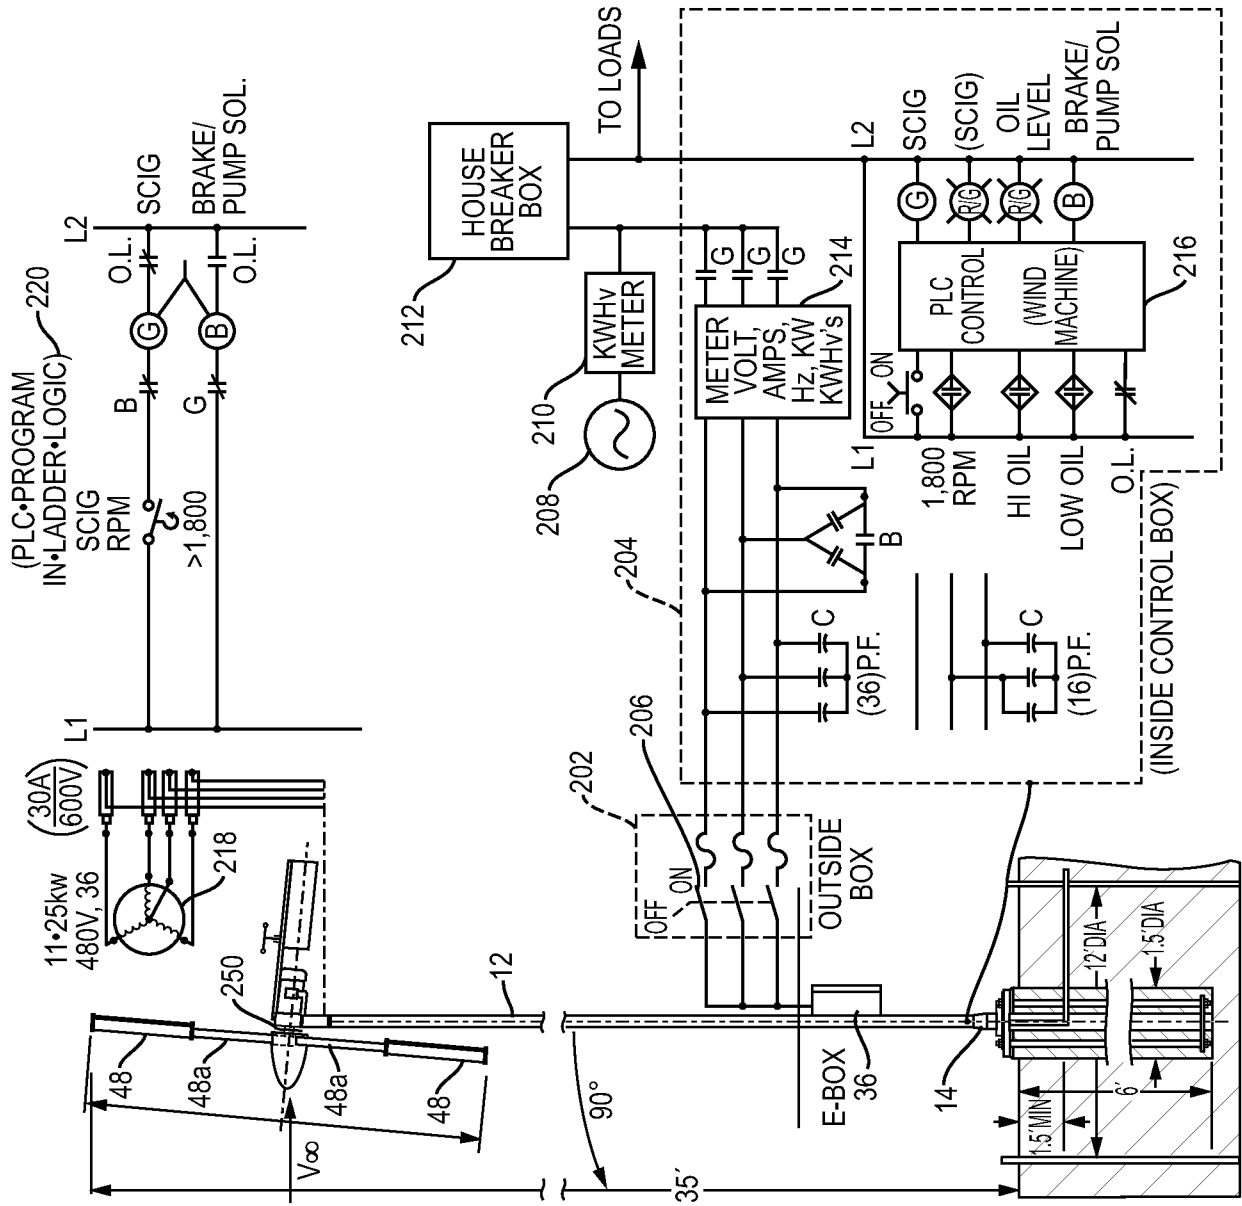 (PLC•PROGRAM
IN•LADDER•LOGIC)
220
SCIG
RPM
>1,800
L1
L2
B
G
G
B
O.L.
O.L.
SCIG
BRAKE/
PUMP SOL.
(30A
600V)
11•25kw
480V, 36
218
HOUSE
BREAKER
BOX
212
TO LOADS
KWHv
METER
210
208
204
METER
VOLT,
AMPS,
Hz, KW
KWHv's
214
G
G
G
L1
L2
OFF
ON
1,800
RPM
HI OIL
LOW OIL
O.L.
PLC
CONTROL
(WIND
MACHINE)
216
G
R/G
R/G
B
SCIG
(SCIG)
OIL
LEVEL
BRAKE/
PUMP SOL
B
C
(36)P.F.
C
(16)P.F.
(INSIDE CONTROL BOX)
202
206
OFF
ON
OUTSIDE
BOX
250
12
48
48a
48a
48
V∞
90°
35'
E-BOX
36
14
12'DIA
1.5'DIA
6'
1.5'MIN